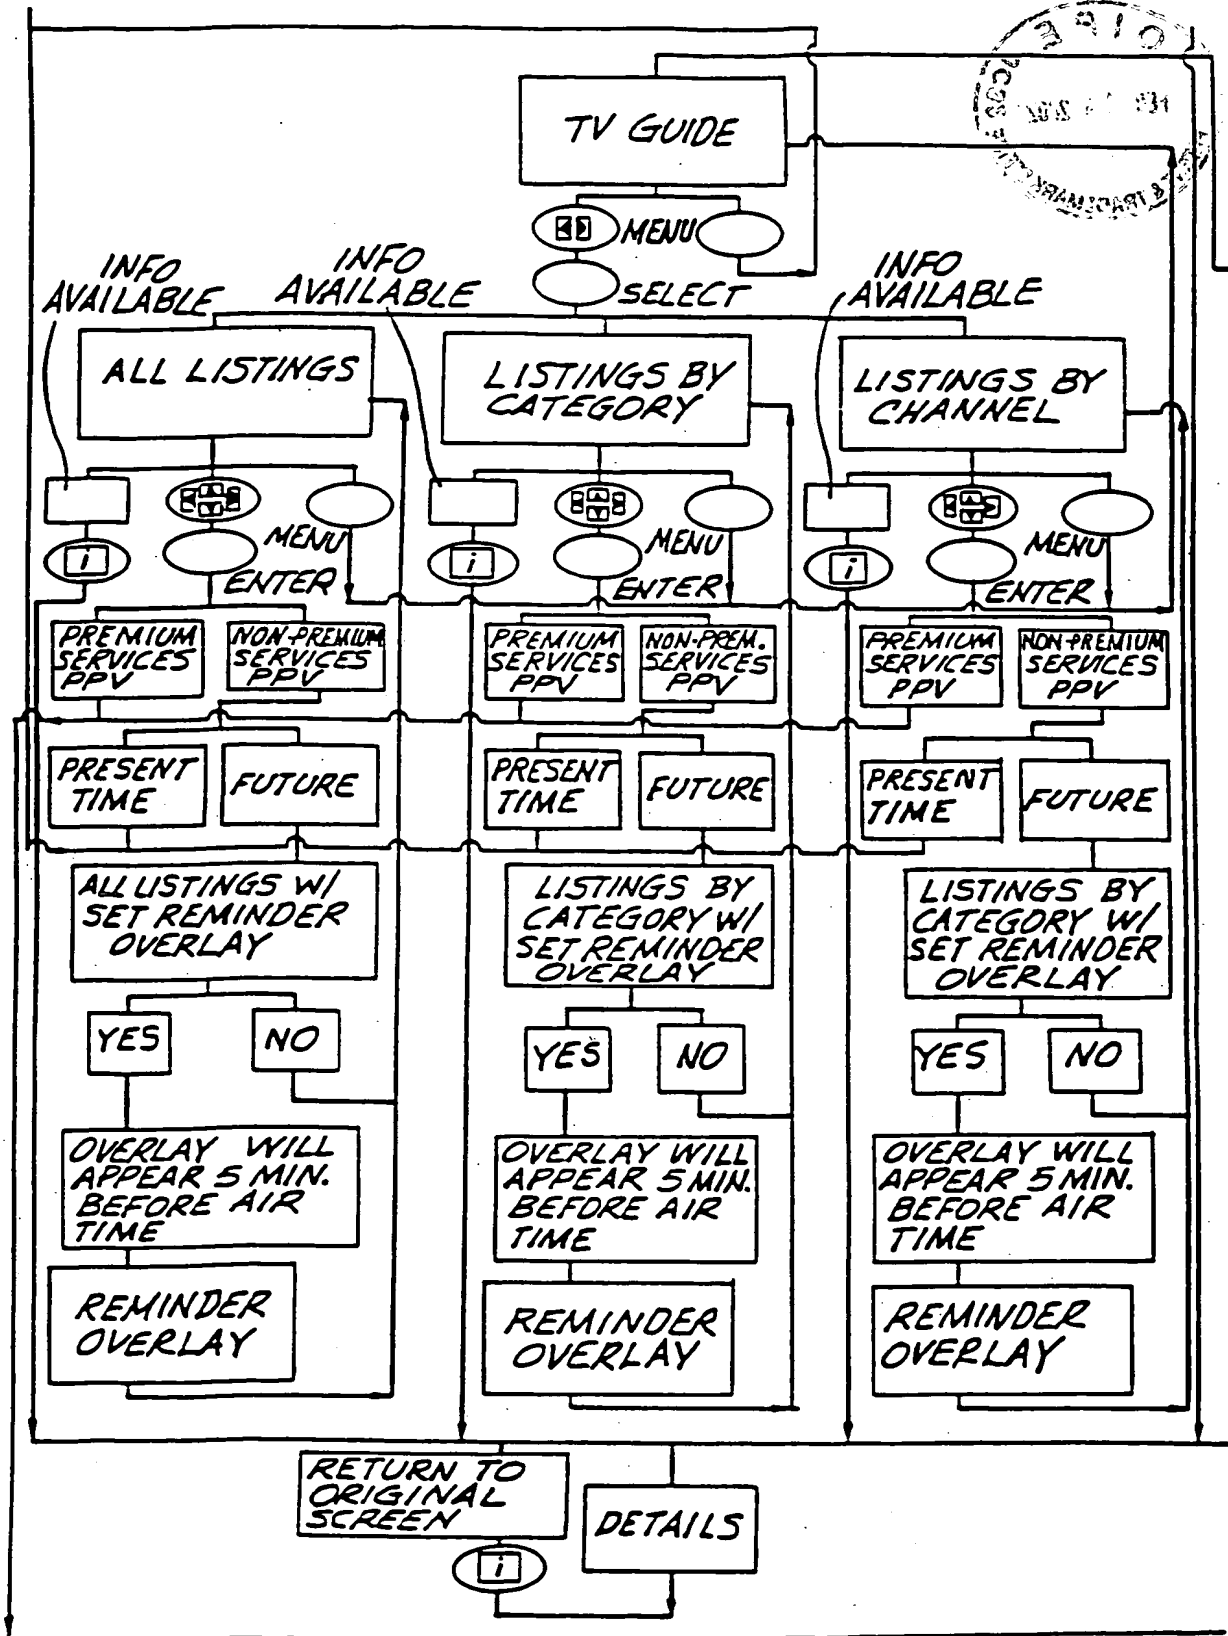 TV GUIDE
MENU
SELECT
INFO
AVAILABLE
INFO
AVAILABLE
INFO
AVAILABLE
ALL LISTINGS
LISTINGS BY
CATEGORY
LISTINGS BY
CHANNEL
i
MENU
ENTER
i
MENU
ENTER
i
MENU
ENTER
PREMIUM
SERVICES
PPV
NON-PREMIUM
SERVICES
PPV
PREMIUM
SERVICES
PPV
NON-PREM.
SERVICES
PPV
PREMIUM
SERVICES
PPV
NON-PREMIUM
SERVICES
PPV
PRESENT
TIME
FUTURE
PRESENT
TIME
FUTURE
PRESENT
TIME
FUTURE
ALL LISTINGS W/
SET REMINDER
OVERLAY
LISTINGS BY
CATEGORY W/
SET REMINDER
OVERLAY
LISTINGS BY
CATEGORY W/
SET REMINDER
OVERLAY
YES
NO
YES
NO
YES
NO
OVERLAY WILL
APPEAR 5 MIN.
BEFORE AIR
TIME
OVERLAY WILL
APPEAR 5 MIN.
BEFORE AIR
TIME
OVERLAY WILL
APPEAR 5 MIN.
BEFORE AIR
TIME
REMINDER
OVERLAY
REMINDER
OVERLAY
REMINDER
OVERLAY
RETURN TO
ORIGINAL
SCREEN
i
DETAILS